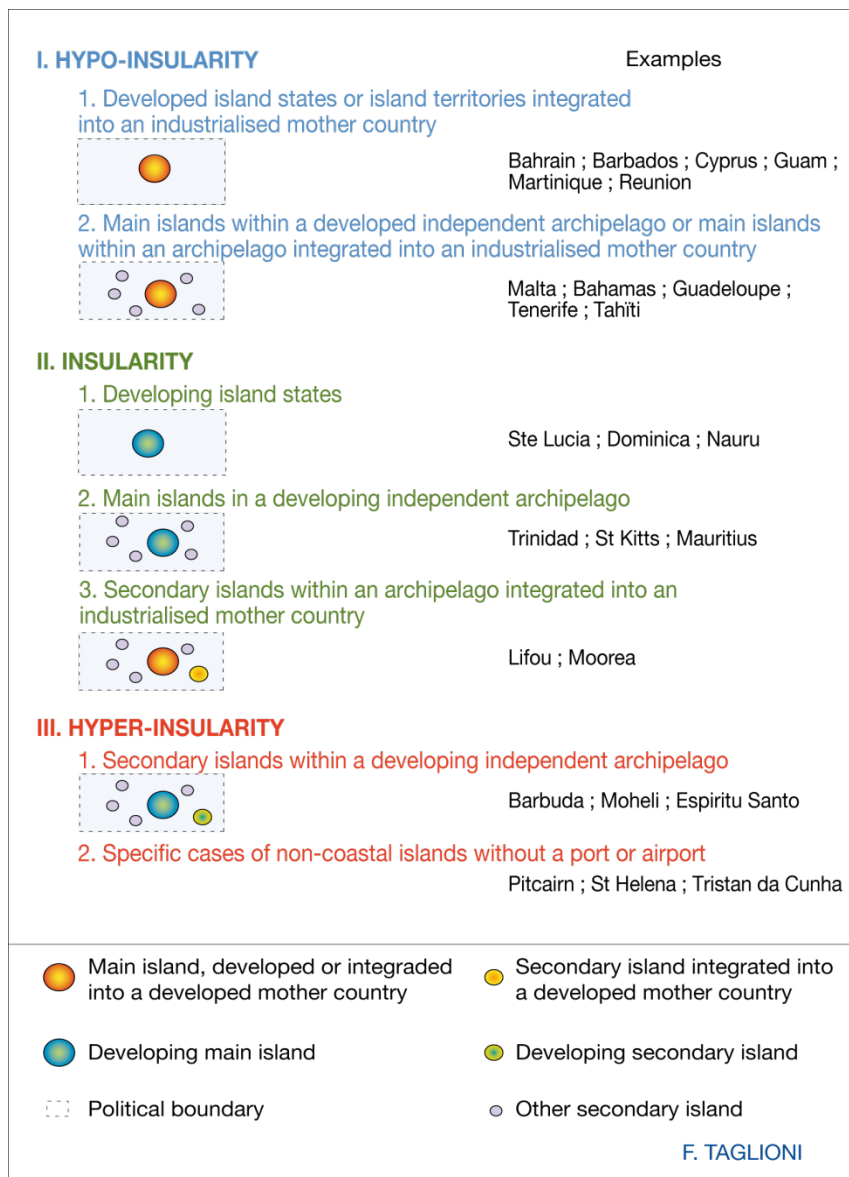 I. HYPO-INSULARITY
Examples
1. Developed island states or island territories integrated
into an industrialised mother country
Bahrain ; Barbados ; Cyprus ; Guam ;
Martinique ; Reunion
2. Main islands within a developed independent archipelago or main islands
within an archipelago integrated into an industrialised mother country
Malta ; Bahamas ; Guadeloupe ;
Tenerife ; Tahïti
II. INSULARITY
1. Developing island states
Ste Lucia ; Dominica ; Nauru
2. Main islands in a developing independent archipelago
Trinidad ; St Kitts ; Mauritius
3. Secondary islands within an archipelago integrated into an
industrialised mother country
Lifou ; Moorea
III. HYPER-INSULARITY
1. Secondary islands within a developing independent archipelago
Barbuda ; Moheli ; Espiritu Santo
2. Specific cases of non-coastal islands without a port or airport
Pitcairn ; St Helena ; Tristan da Cunha
Main island, developed or integraded
into a developed mother country
Secondary island integrated into
a developed mother country
Developing main island
Developing secondary island
Political boundary
Other secondary island
F. TAGLIONI